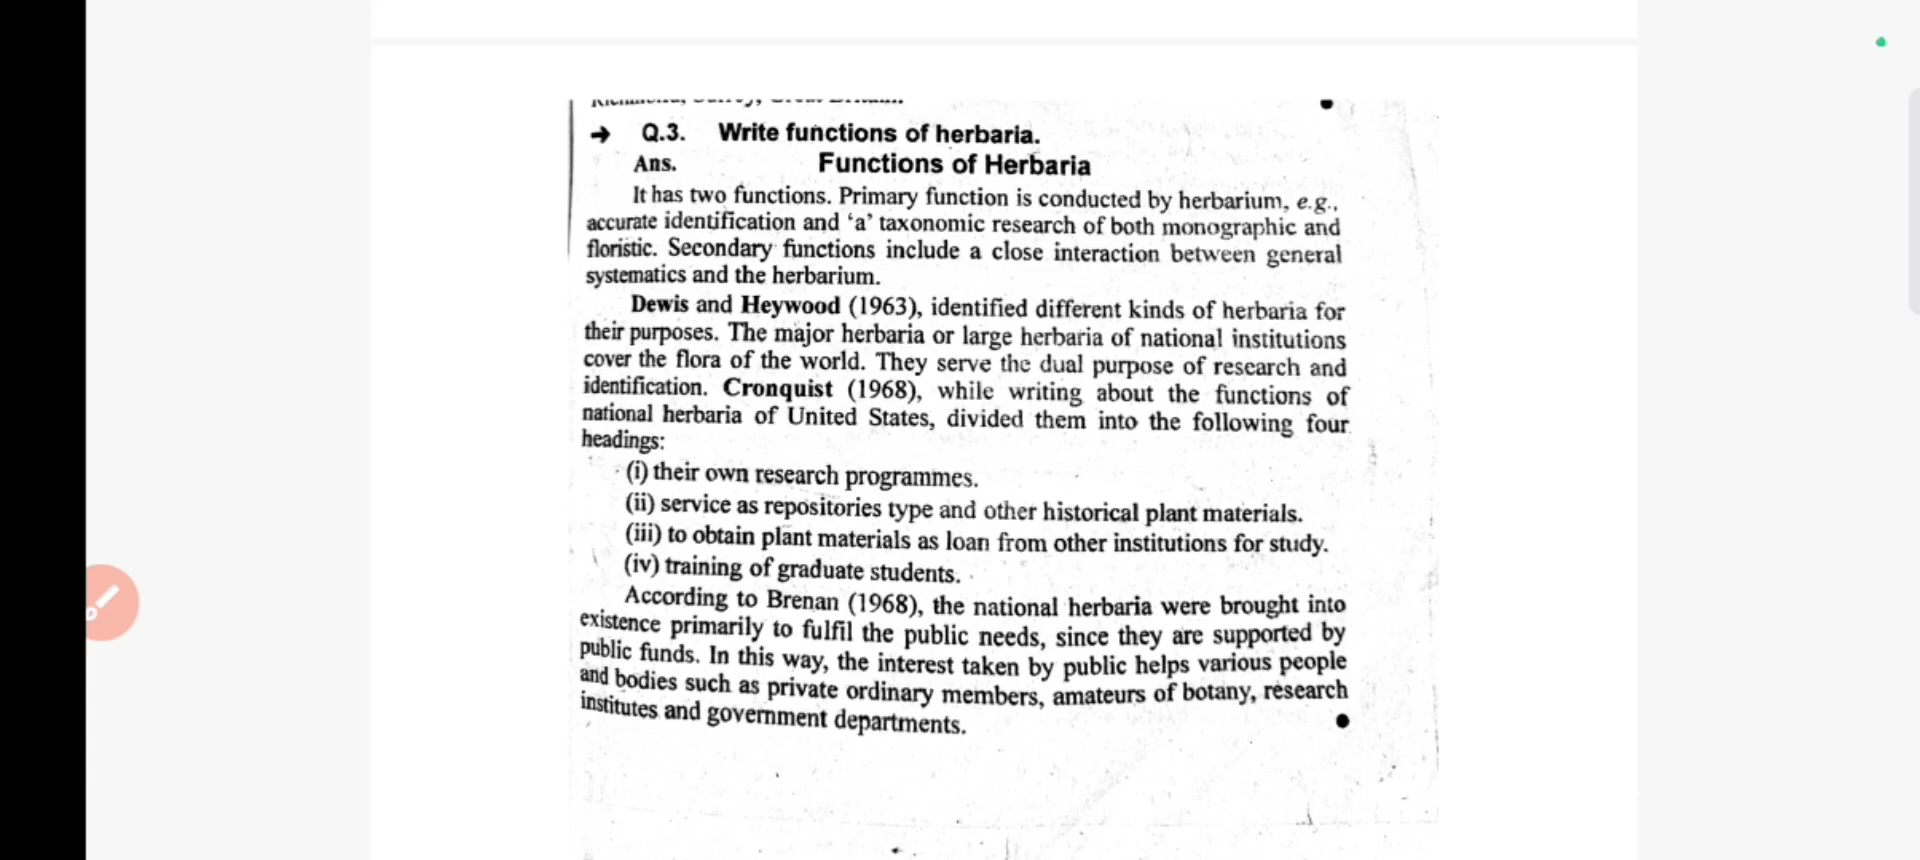 → Q.3. Write functions of herbaria.
Ans. Functions of Herbaria
It has two functions. Primary function is conducted by herbarium, e.g.,
accurate identification and ‘a’ taxonomic research of both monographic and
floristic. Secondary functions include a close interaction between general
systematics and the herbarium.
Dewis and Heywood (1963), identified different kinds of herbaria for
their purposes. The major herbaria or large herbaria of national institutions
cover the flora of the world. They serve the dual purpose of research and
identification. Cronquist (1968), while writing about the functions of
national herbaria of United States, divided them into the following four
headings:
(i) their own research programmes.
(ii) service as repositories type and other historical plant materials.
(iii) to obtain plant materials as loan from other institutions for study.
(iv) training of graduate students.
According to Brenan (1968), the national herbaria were brought into
existence primarily to fulfil the public needs, since they are supported by
public funds. In this way, the interest taken by public helps various people
and bodies such as private ordinary members, amateurs of botany, research
institutes and government departments.